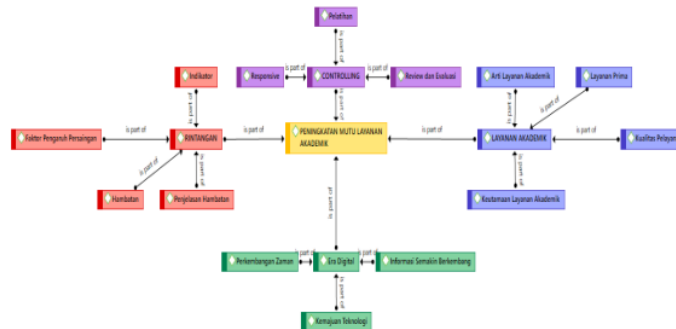 Pelatihan
is part of
Indikator
Responsive
is part of
CONTROLLING
is part of
Review dan Evaluasi
Arti Layanan Akademik
Layanan Prima
is part of
is part of
is part of
is part of
Faktor Pengaruh Persaingan
is part of
RINTANGAN
is part of
PENINGKATAN MUTU LAYANAN
AKADEMIK
is part of
LAYANAN AKADEMIK
is part of
Kualitas Pelayan
is part of
is part of
is part of
Hambatan
Penjelasan Hambatan
Keutamaan Layanan Akademik
is part of
Perkembangan Zaman
is part of
Era Digital
is part of
Informasi Semakin Berkembang
is part of
Kemajuan Teknologi